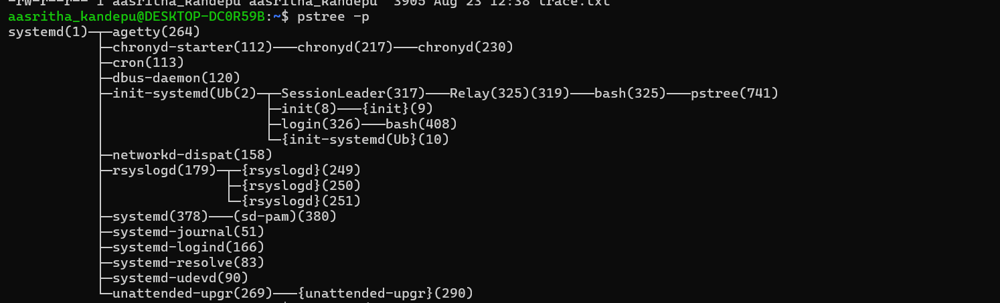 -rw-r--r-- 1 aasritha_kandepu aasritha_kandepu  3905 Aug 23 12:38 trace.txt
aasritha_kandepu@DESKTOP-DC0R59B:~$ pstree -p
systemd(1)─┬─agetty(264)
           ├─chronyd-starter(112)───chronyd(217)───chronyd(230)
           ├─cron(113)
           ├─dbus-daemon(120)
           ├─init-systemd(Ub(2)─┬─SessionLeader(317)───Relay(325)(319)───bash(325)───pstree(741)
           │                    ├─init(8)───{init}(9)
           │                    ├─login(326)───bash(408)
           │                    └─{init-systemd(Ub}(10)
           ├─networkd-dispat(158)
           ├─rsyslogd(179)─┬─{rsyslogd}(249)
           │               ├─{rsyslogd}(250)
           │               └─{rsyslogd}(251)
           ├─systemd(378)───(sd-pam)(380)
           ├─systemd-journal(51)
           ├─systemd-logind(166)
           ├─systemd-resolve(83)
           ├─systemd-udevd(90)
           └─unattended-upgr(269)───{unattended-upgr}(290)